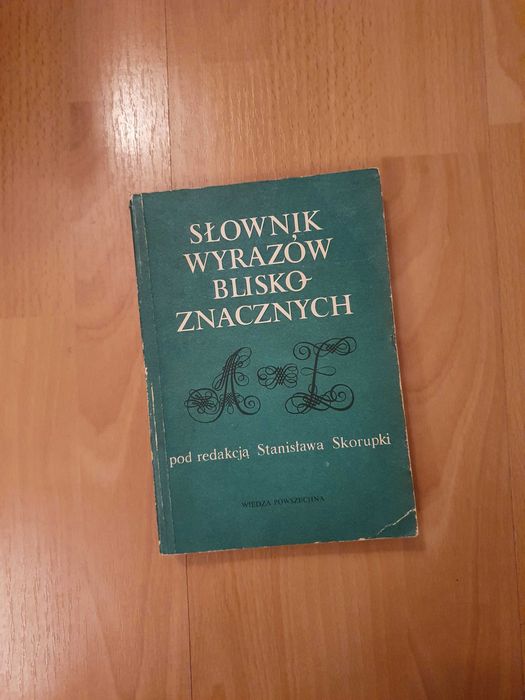 SŁOWNIK
WYRAZÓW
BLISKO-
ZNACZNYCH
A-Ż
pod redakcją Stanisława Skorupki
WIEDZA POWSZECHNA